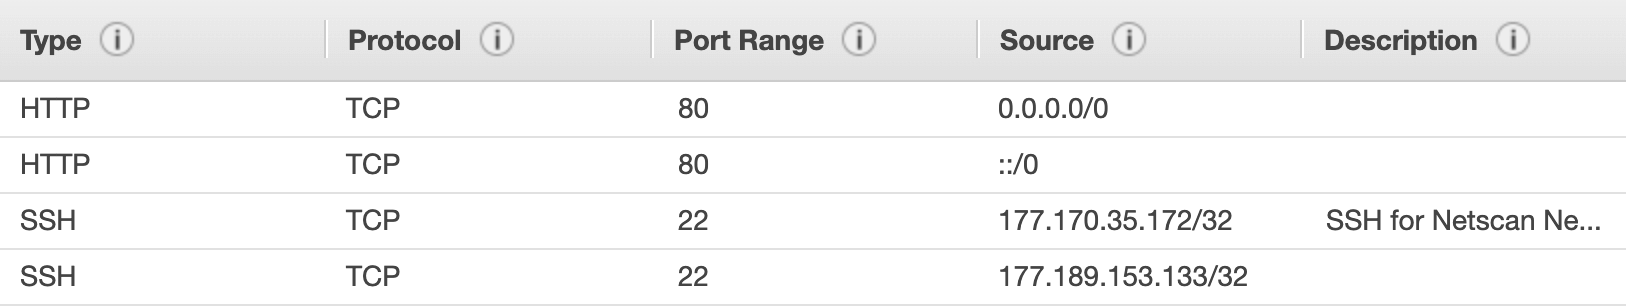 Type Protocol Port Range Source Description
HTTP TCP 80 0.0.0.0/0
HTTP TCP 80 ::/0
SSH TCP 22 177.170.35.172/32 SSH for Netscan Ne...
SSH TCP 22 177.189.153.133/32